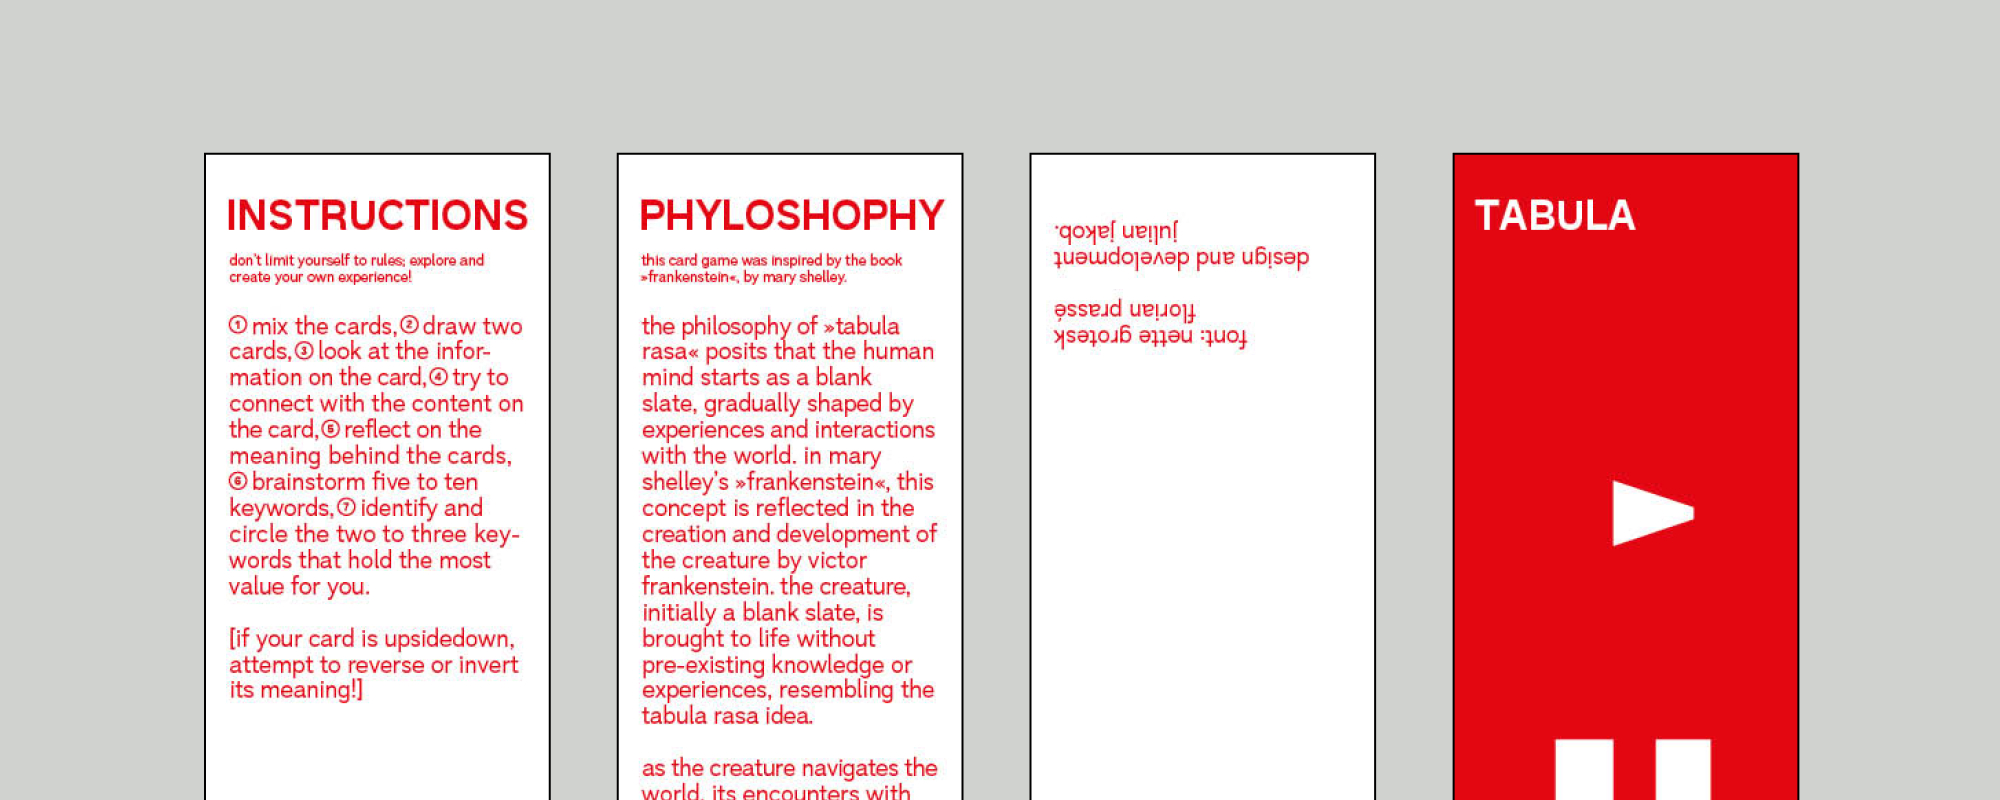 INSTRUCTIONS
don't limit yourself to rules; explore and
create your own experience!
① mix the cards, ② draw two
cards, ③ look at the infor-
mation on the card, ④ try to
connect with the content on
the card, ⑤ reflect on the
meaning behind the cards,
⑥ brainstorm five to ten
keywords, ⑦ identify and
circle the two to three key-
words that hold the most
value for you.
[if your card is upsidedown,
attempt to reverse or invert
its meaning!]
PHYLOSHOPHY
this card game was inspired by the book
»frankenstein«, by mary shelley.
the philosophy of »tabula
rasa« posits that the human
mind starts as a blank
slate, gradually shaped by
experiences and interactions
with the world. in mary
shelley's »frankenstein«, this
concept is reflected in the
creation and development of
the creature by victor
frankenstein. the creature,
initially a blank slate, is
brought to life without
pre-existing knowledge or
experiences, resembling the
tabula rasa idea.
as the creature navigates the
world, its encounters with
font: nette grotesk
florian prassé
design and development
julian jakob.
TABULA